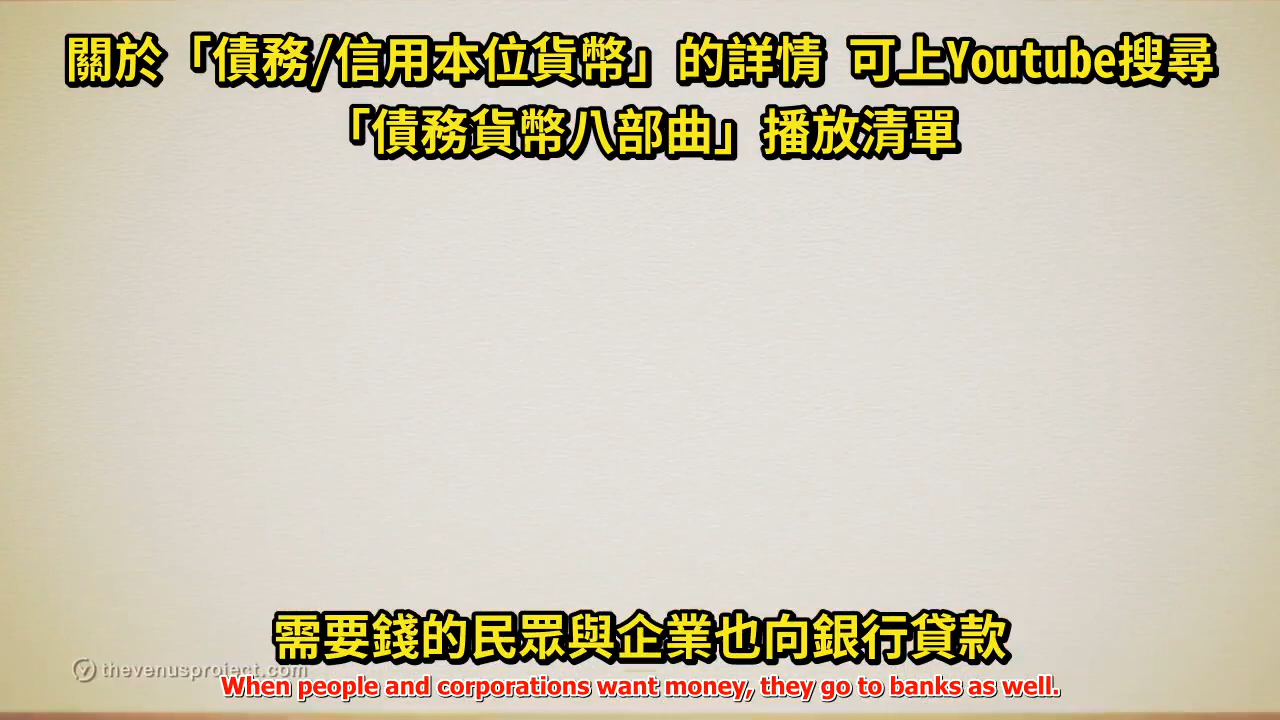 關於「債務/信用本位貨幣」的詳情 可上Youtube搜尋
「債務貨幣八部曲」播放清單
需要錢的民眾與企業也向銀行貸款
thevenusproject.com
When people and corporations want money, they go to banks as well.